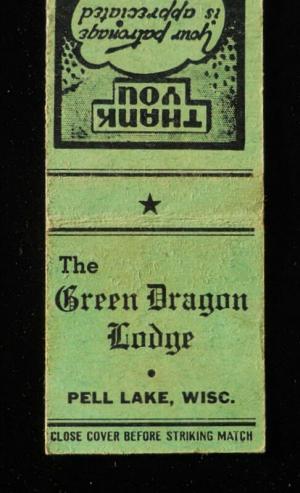 THANK
YOU
Your patronage
is appreciated
The
Green Dragon
Lodge
PELL LAKE, WISC.
CLOSE COVER BEFORE STRIKING MATCH